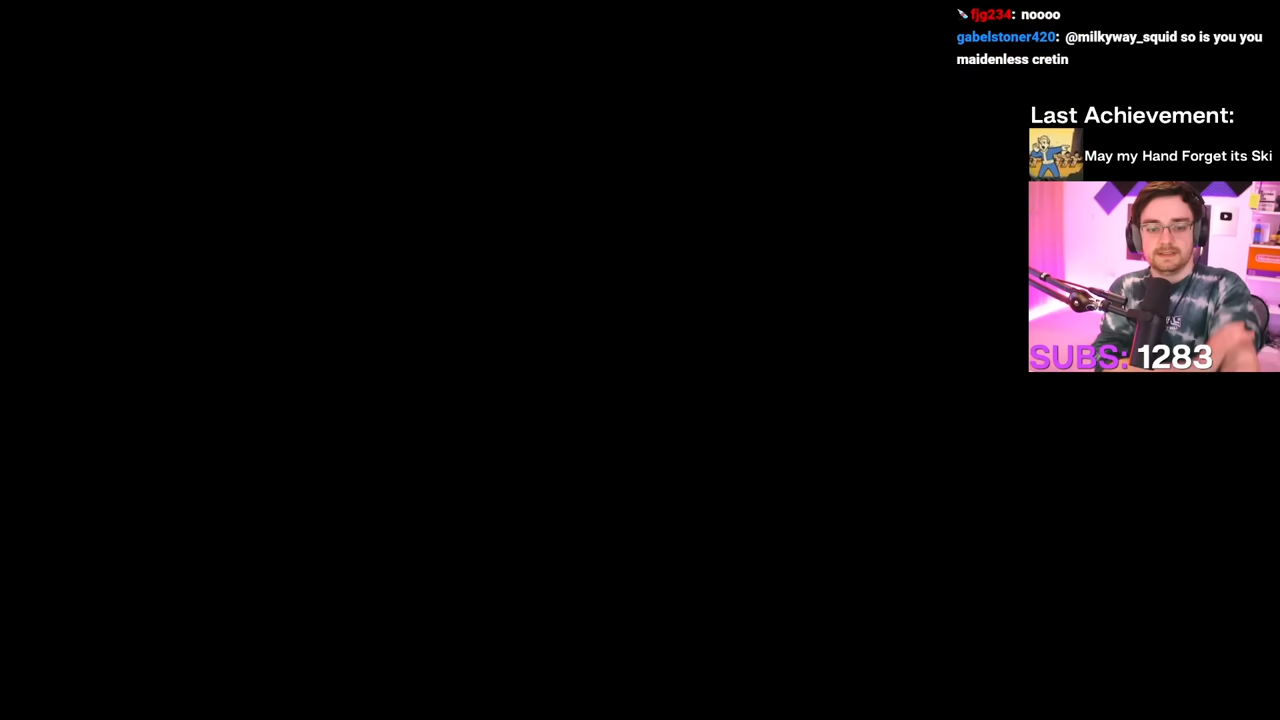 fjg234: noooo
gabelstoner420: @milkyway_squid so is you you
maidenless cretin
Last Achievement:
May my Hand Forget its Ski
SUBS: 1283